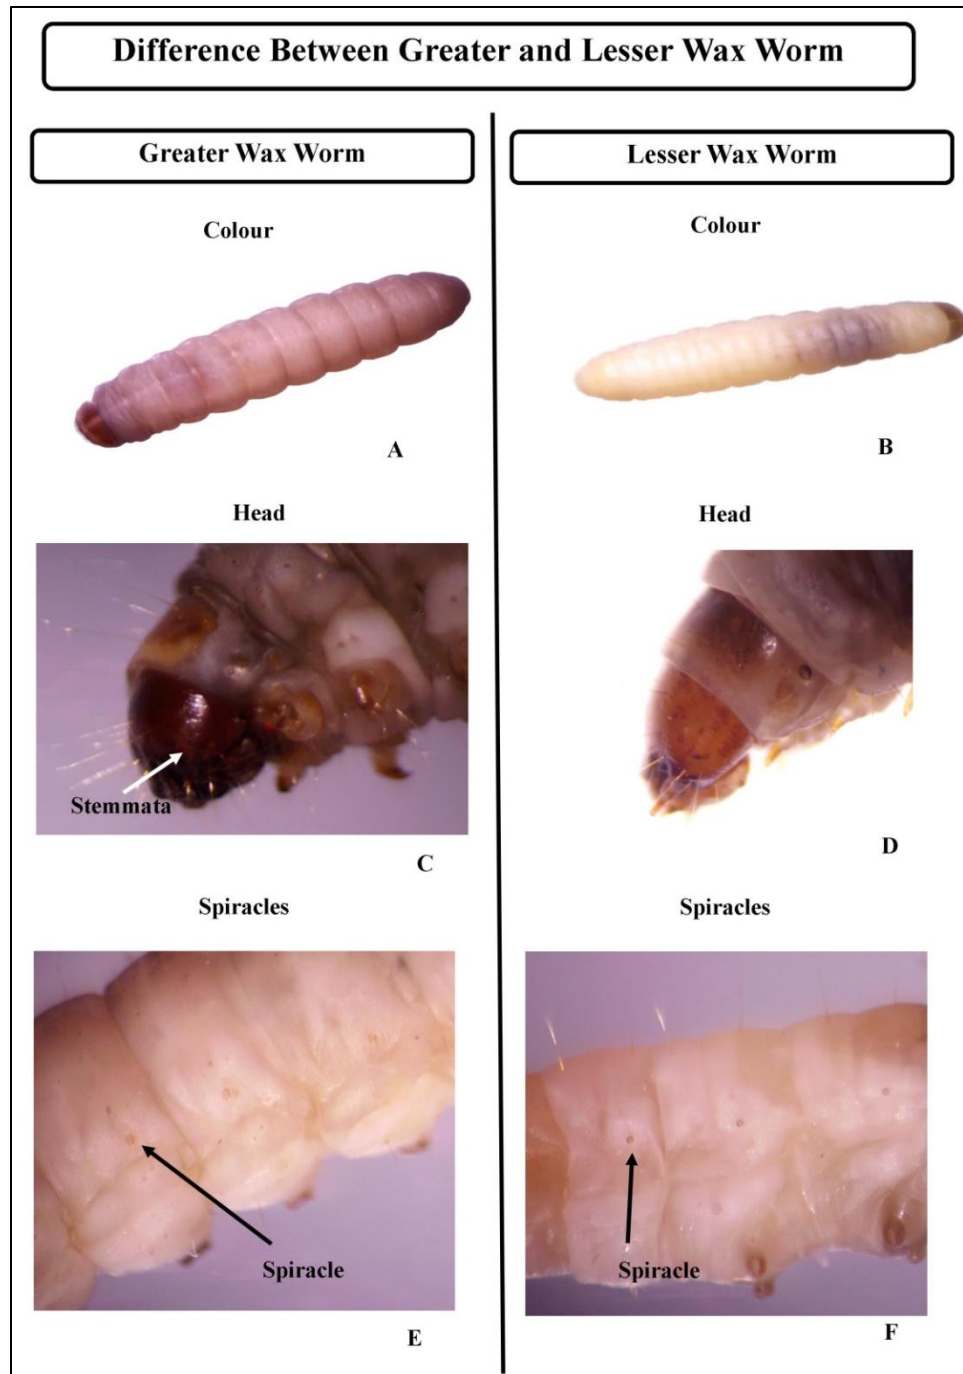 Difference Between Greater and Lesser Wax Worm
Greater Wax Worm
Colour
A
Head
Stemmata
C
Spiracles
Spiracle
E
Lesser Wax Worm
Colour
B
Head
D
Spiracles
Spiracle
F